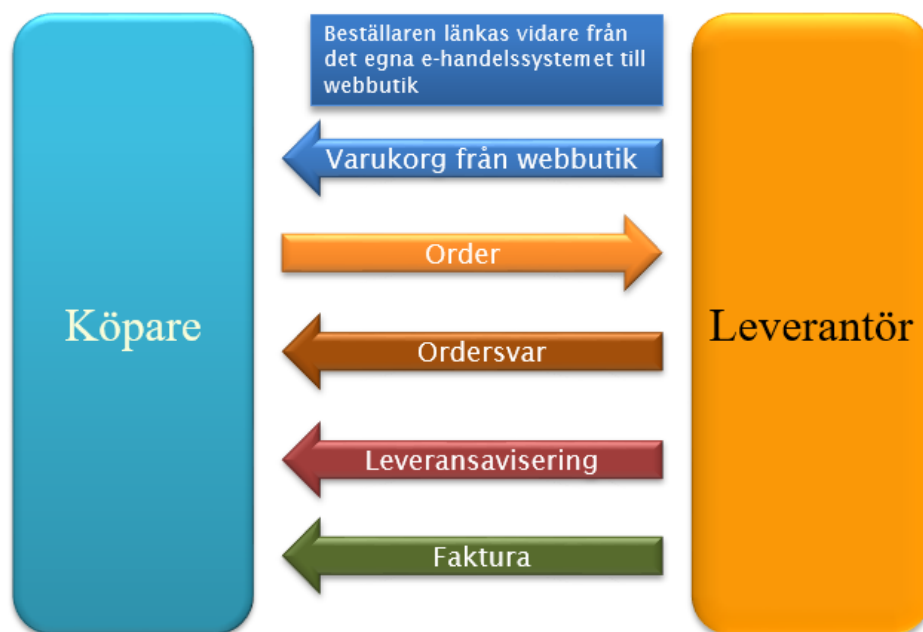 Beställaren länkas vidare från
det egna e-handelssystemet till
webbutik
Varukorg från webbutik
Order
Köpare
Leverantör
Ordersvar
Leveransavisering
Faktura